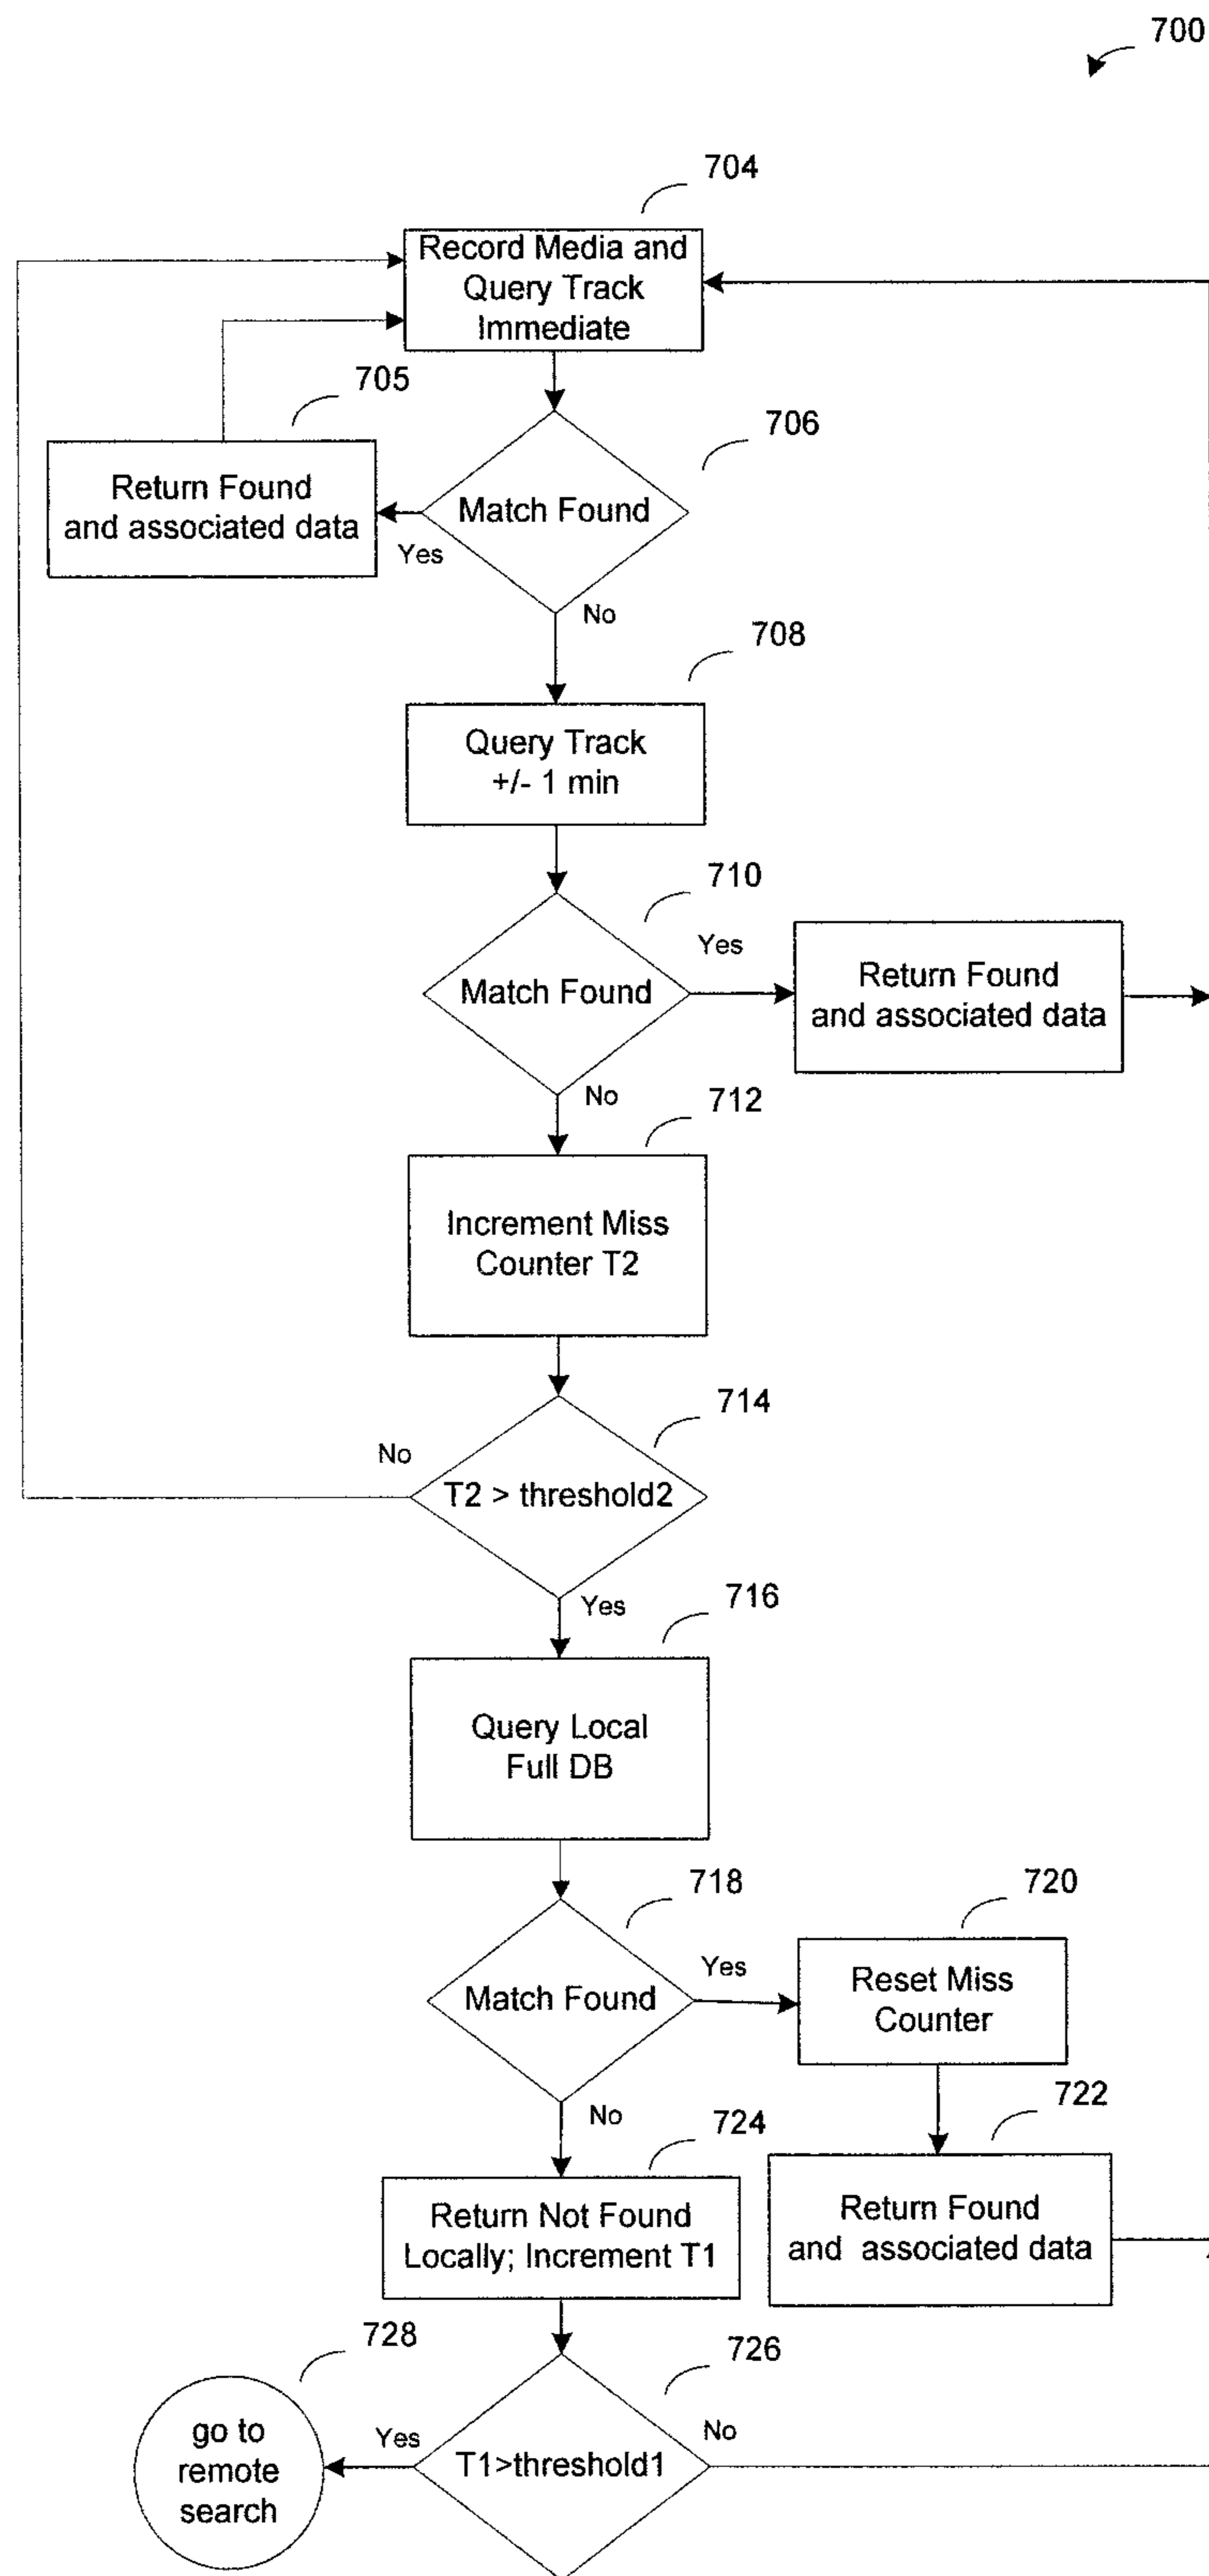 700
704
Record Media and
Query Track
Immediate
705
706
Return Found
and associated data
Match Found
Yes
No
708
Query Track
+/- 1 min
710
Yes
Match Found
Return Found
and associated data
No
712
Increment Miss
Counter T2
714
No
T2 > threshold2
Yes
716
Query Local
Full DB
718
720
Yes
Match Found
Reset Miss
Counter
No
724
722
Return Not Found
Locally; Increment T1
Return Found
and associated data
728
726
go to
remote
search
Yes
No
T1>threshold1